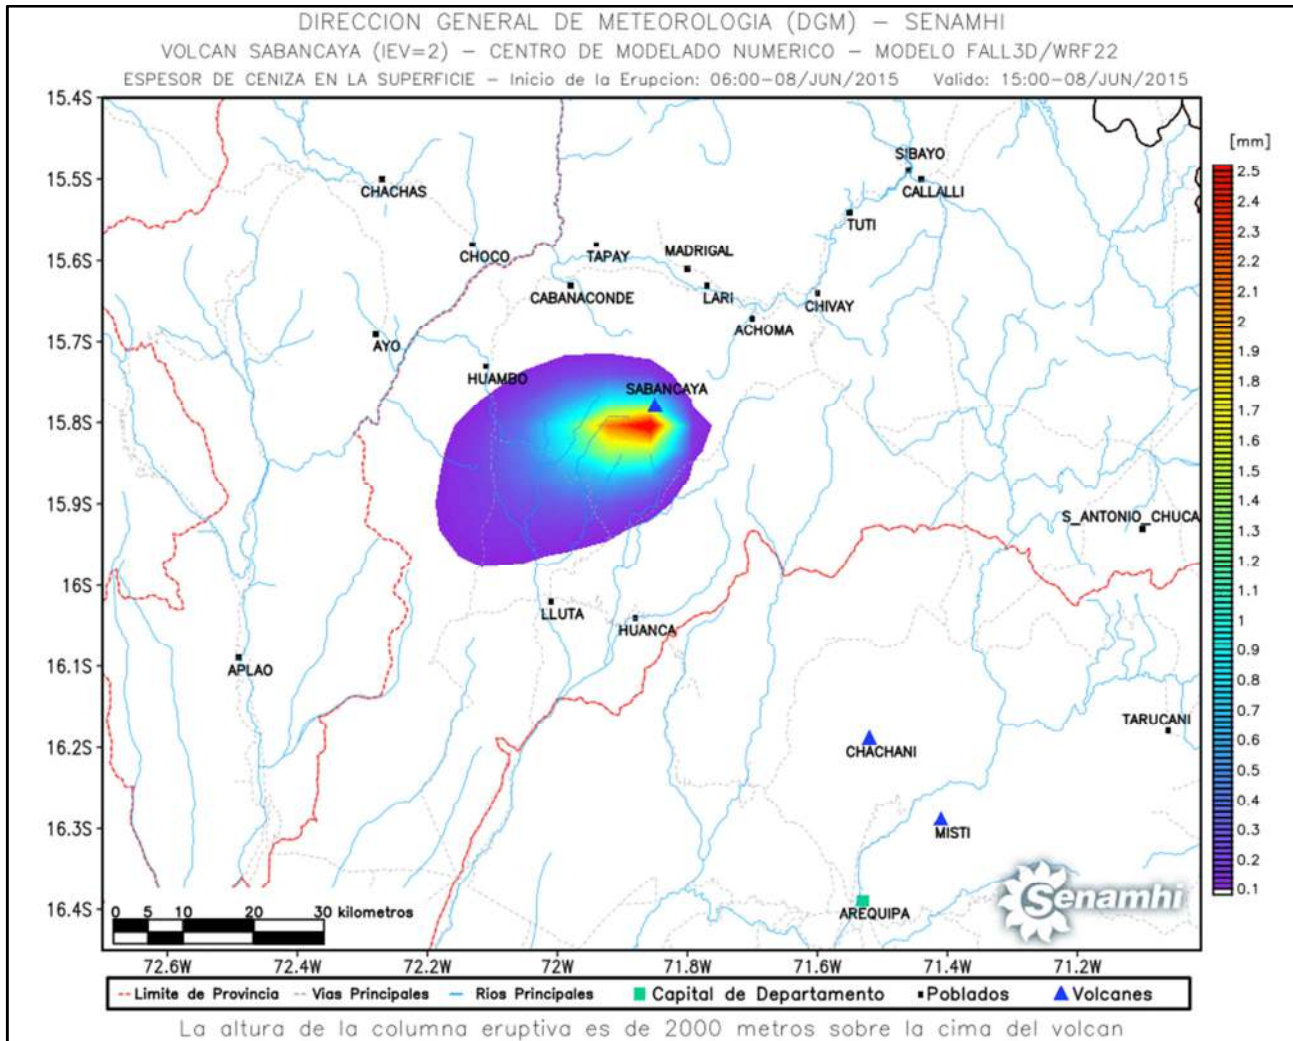 DIRECCION GENERAL DE METEOROLOGIA (DGM) – SENAMHI
VOLCAN SABANCAYA (IEV=2) – CENTRO DE MODELADO NUMERICO – MODELO FALL3D/WRF22
ESPESOR DE CENIZA EN LA SUPERFICIE – Inicio de la Erupcion: 06:00–08/JUN/2015 Valido: 15:00–08/JUN/2015
15.4S
[mm]
SIBAYO
2.5
15.5S
CHACHAS
CALLALLI
2.4
2.3
TUTI
2.2
CHOCO
TAPAY
MADRIGAL
15.6S
2.1
CABANACONDE
LARI
CHIVAY
2
ACHOMA
15.7S
AYO
1.9
HUAMBO
SABANCAYA
1.8
1.7
15.8S
1.6
1.5
1.4
15.9S
S_ANTONIO_CHUCA
1.3
1.2
1.1
16S
LLUTA
HUANCA
1
0.9
16.1S
APLAO
0.8
TARUCANI
0.7
16.2S
CHACHANI
0.6
0.5
0.4
16.3S
MISTI
0.3
0.2
0.1
Senamhi
16.4S
0 5 10 20 30 kilometros
AREQUIPA
72.6W 72.4W 72.2W 72W 71.8W 71.6W 71.4W 71.2W
Limite de Provincia Vias Principales Rios Principales Capital de Departamento Poblados Volcanes
La altura de la columna eruptiva es de 2000 metros sobre la cima del volcan